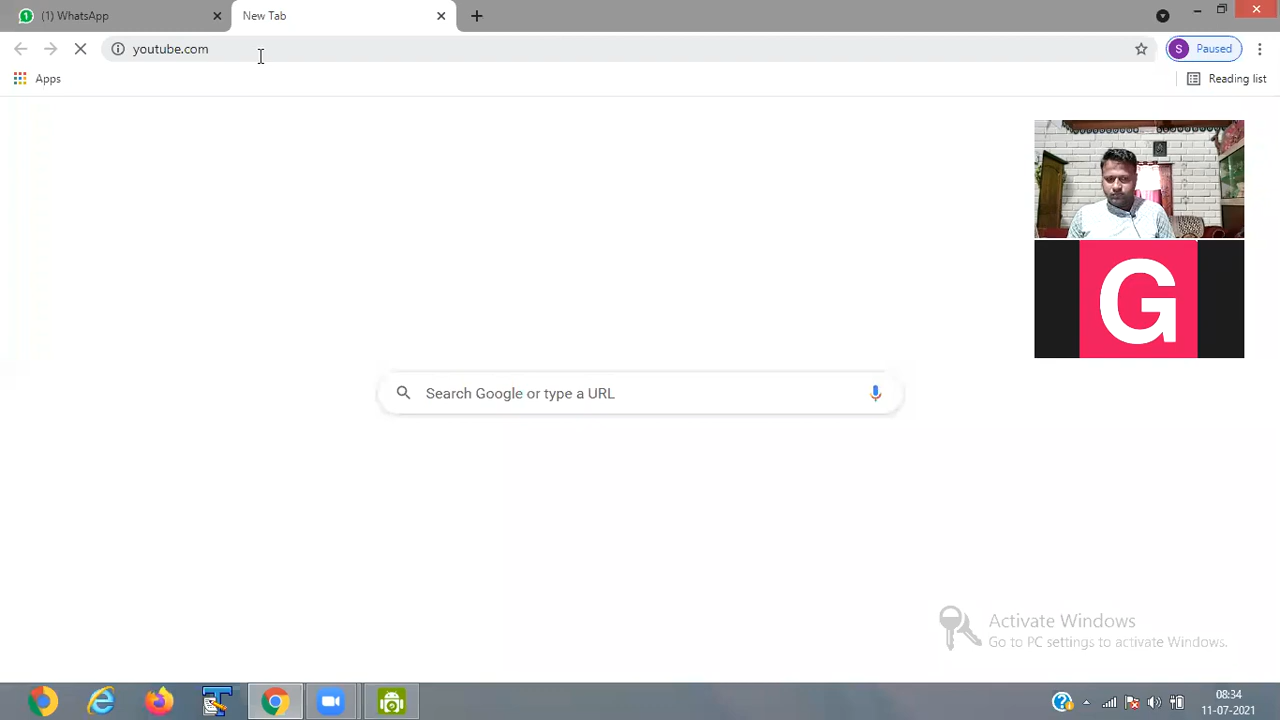 (1) WhatsApp
New Tab
youtube.com
S Paused
Apps
Reading list
G
Search Google or type a URL
Activate Windows
Go to PC settings to activate Windows.
08:34
11-07-2021